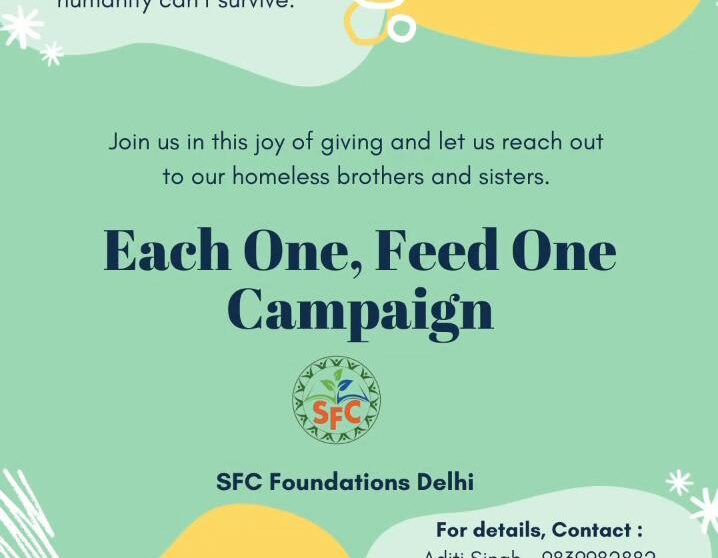 humanity can't survive.
Join us in this joy of giving and let us reach out
to our homeless brothers and sisters.
Each One, Feed One
Campaign
SFC
SFC Foundations Delhi
For details, Contact :
Aditi Singh - 9839982882